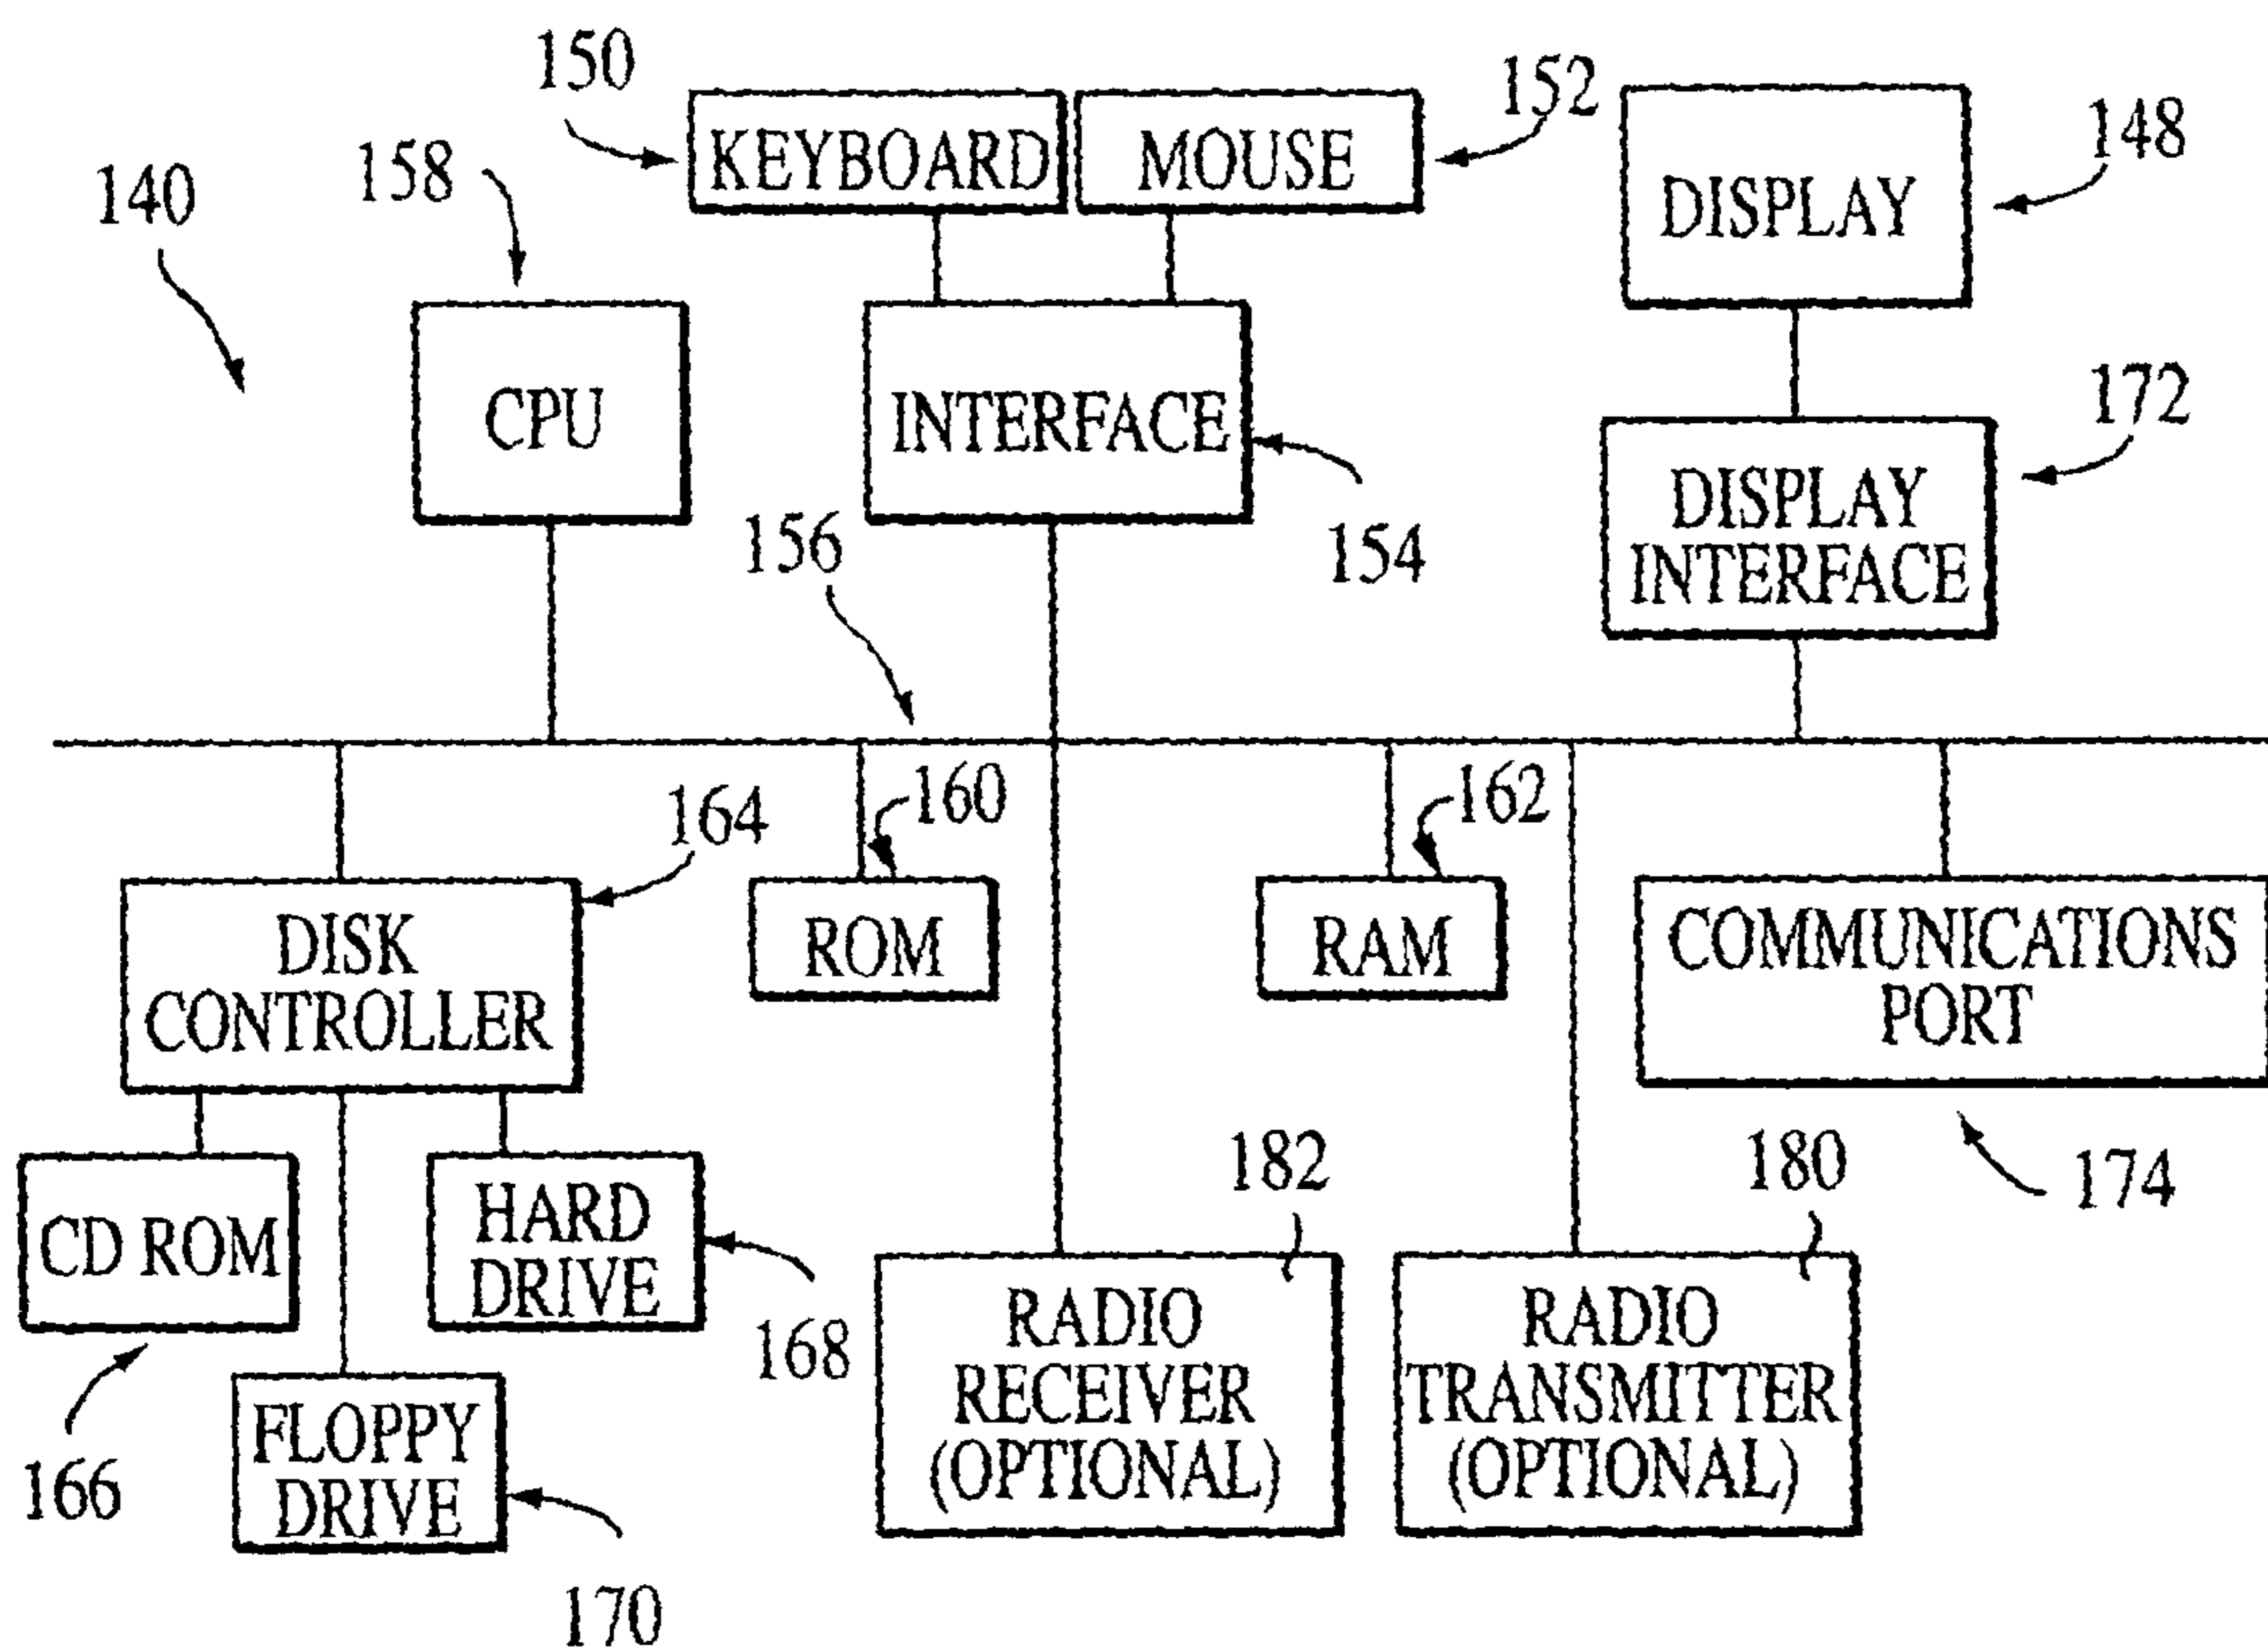 150
152
148
158
140
KEYBOARD
MOUSE
DISPLAY
CPU
INTERFACE
172
DISPLAY
INTERFACE
156
154
164
160
162
DISK
CONTROLLER
ROM
RAM
COMMUNICATIONS
PORT
182
180
174
CD ROM
HARD
DRIVE
168
RADIO
RECEIVER
(OPTIONAL)
RADIO
TRANSMITTER
(OPTIONAL)
166
FLOPPY
DRIVE
170